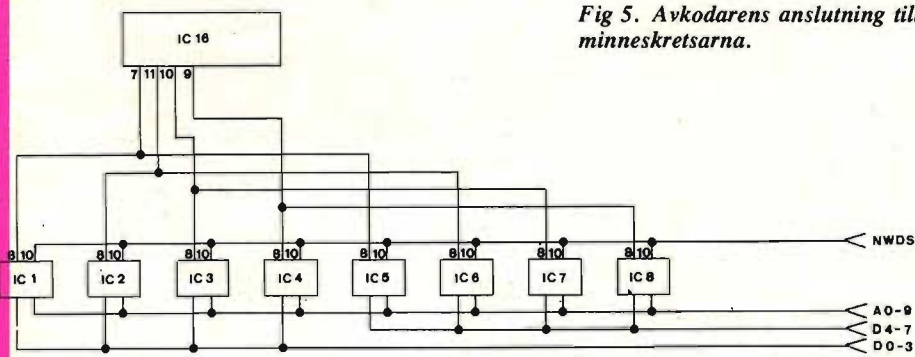 Fig 5. Avkodarens anslutning till
minneskretsarna.
IC 16
7 11 10 9
NWDS
8 10 8 10 8 10 8 10 8 10 8 10 8 10 8 10
IC 1 IC 2 IC 3 IC 4 IC 5 IC 6 IC 7 IC 8
A0-9
D4-7
D0-3